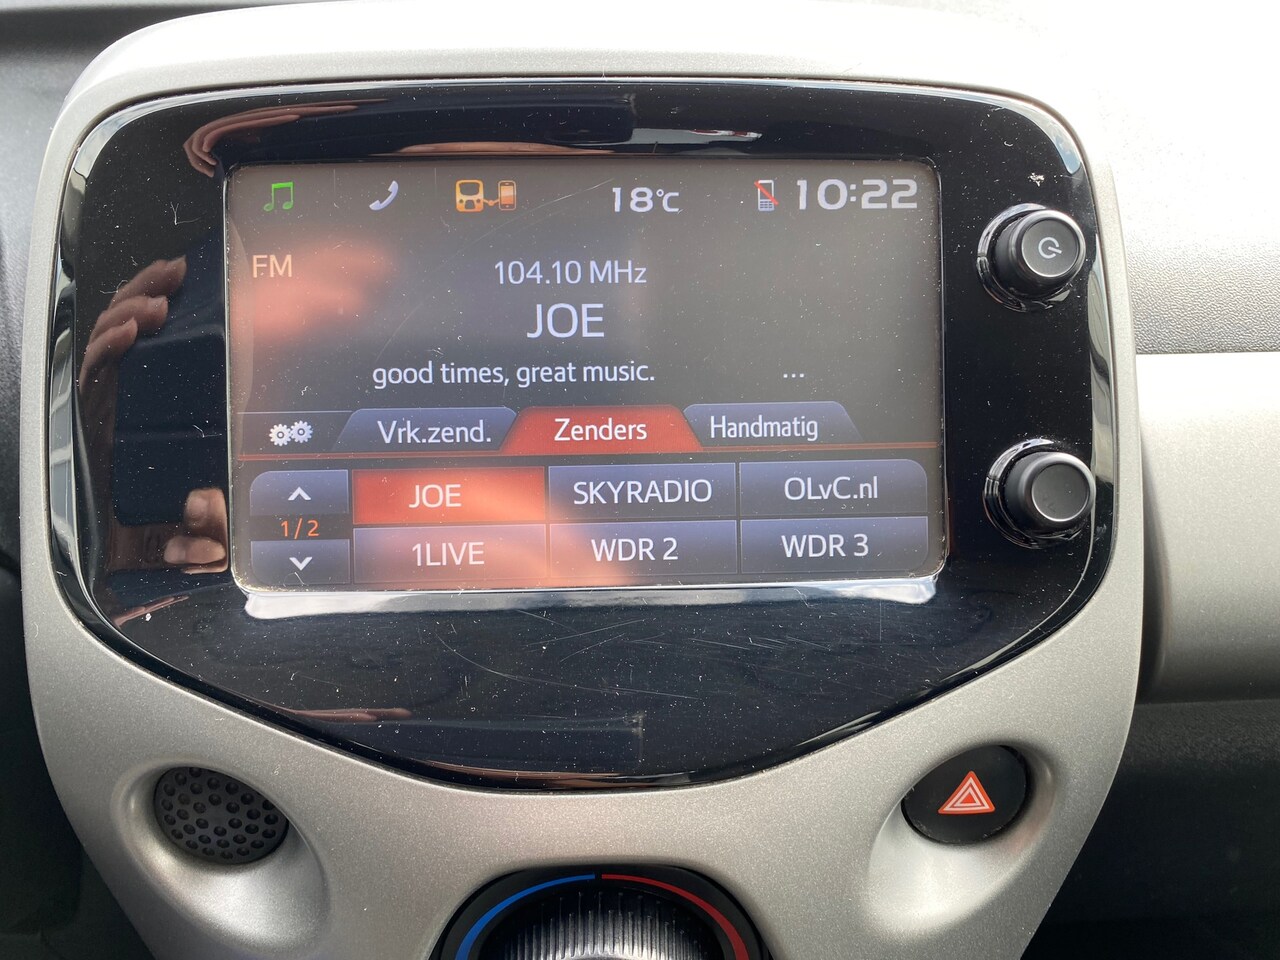 18°C
10:22
FM
104.10 MHz
JOE
good times, great music. ...
Vrk.zend. Zenders Handmatig
JOE SKYRADIO OLvC.nl
1/2
1LIVE WDR 2 WDR 3